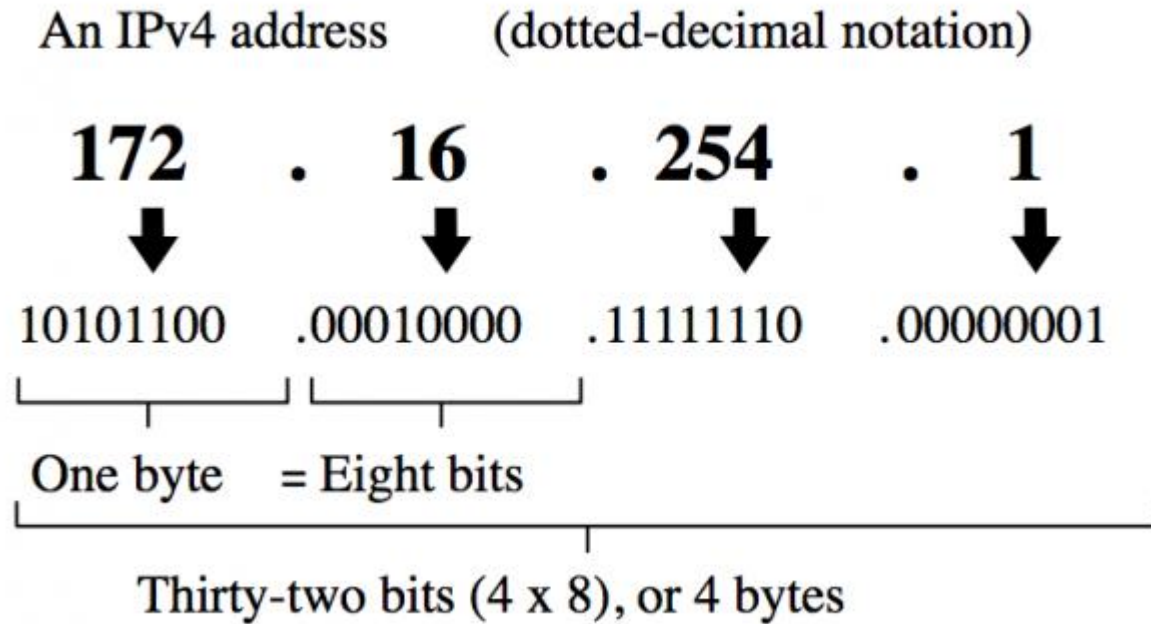 An IPv4 address (dotted-decimal notation)
172 . 16 . 254 . 1
10101100 .00010000 .11111110 .00000001
One byte = Eight bits
Thirty-two bits (4 x 8), or 4 bytes